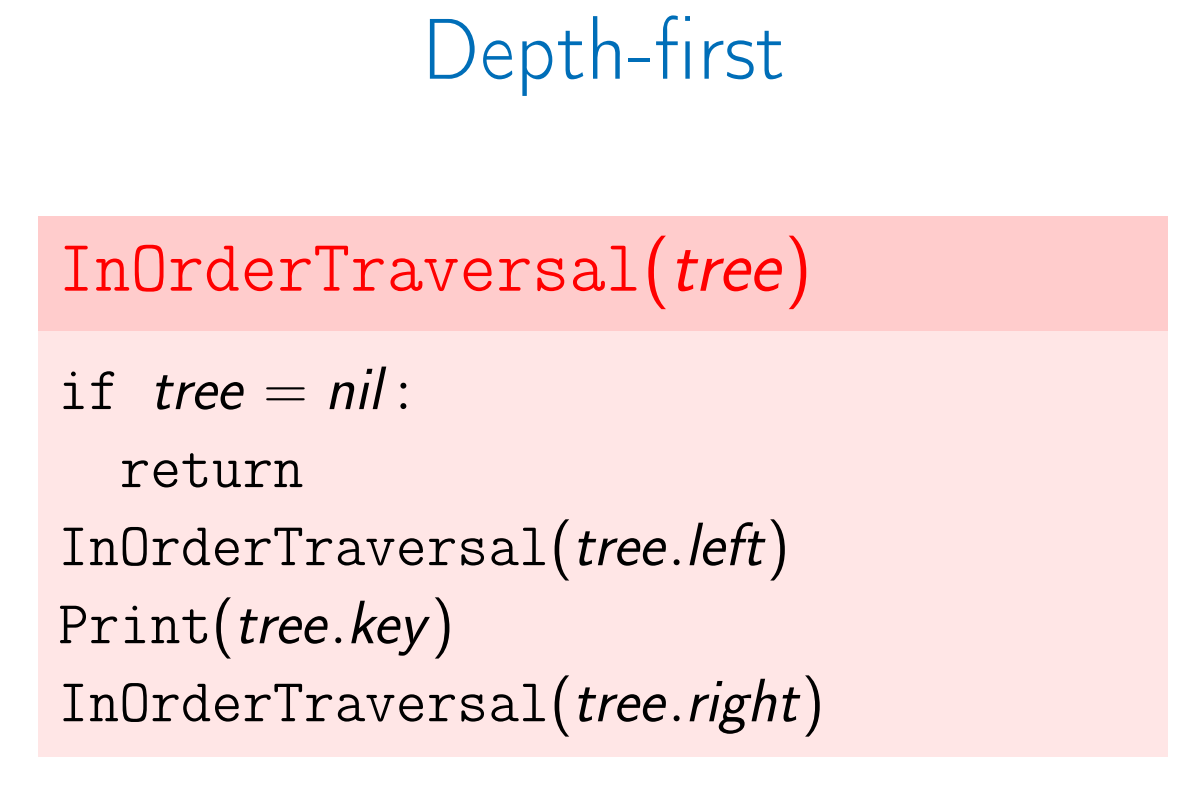 Depth-first
InOrderTraversal(tree)
if tree = nil:
return
InOrderTraversal(tree.left)
Print(tree.key)
InOrderTraversal(tree.right)